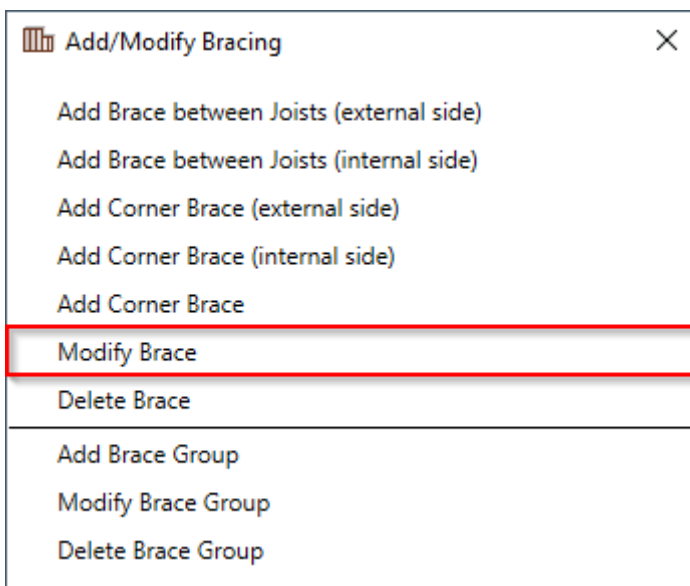 Add/Modify Bracing
Add Brace between Joists (external side)
Add Brace between Joists (internal side)
Add Corner Brace (external side)
Add Corner Brace (internal side)
Add Corner Brace
Modify Brace
Delete Brace
Add Brace Group
Modify Brace Group
Delete Brace Group